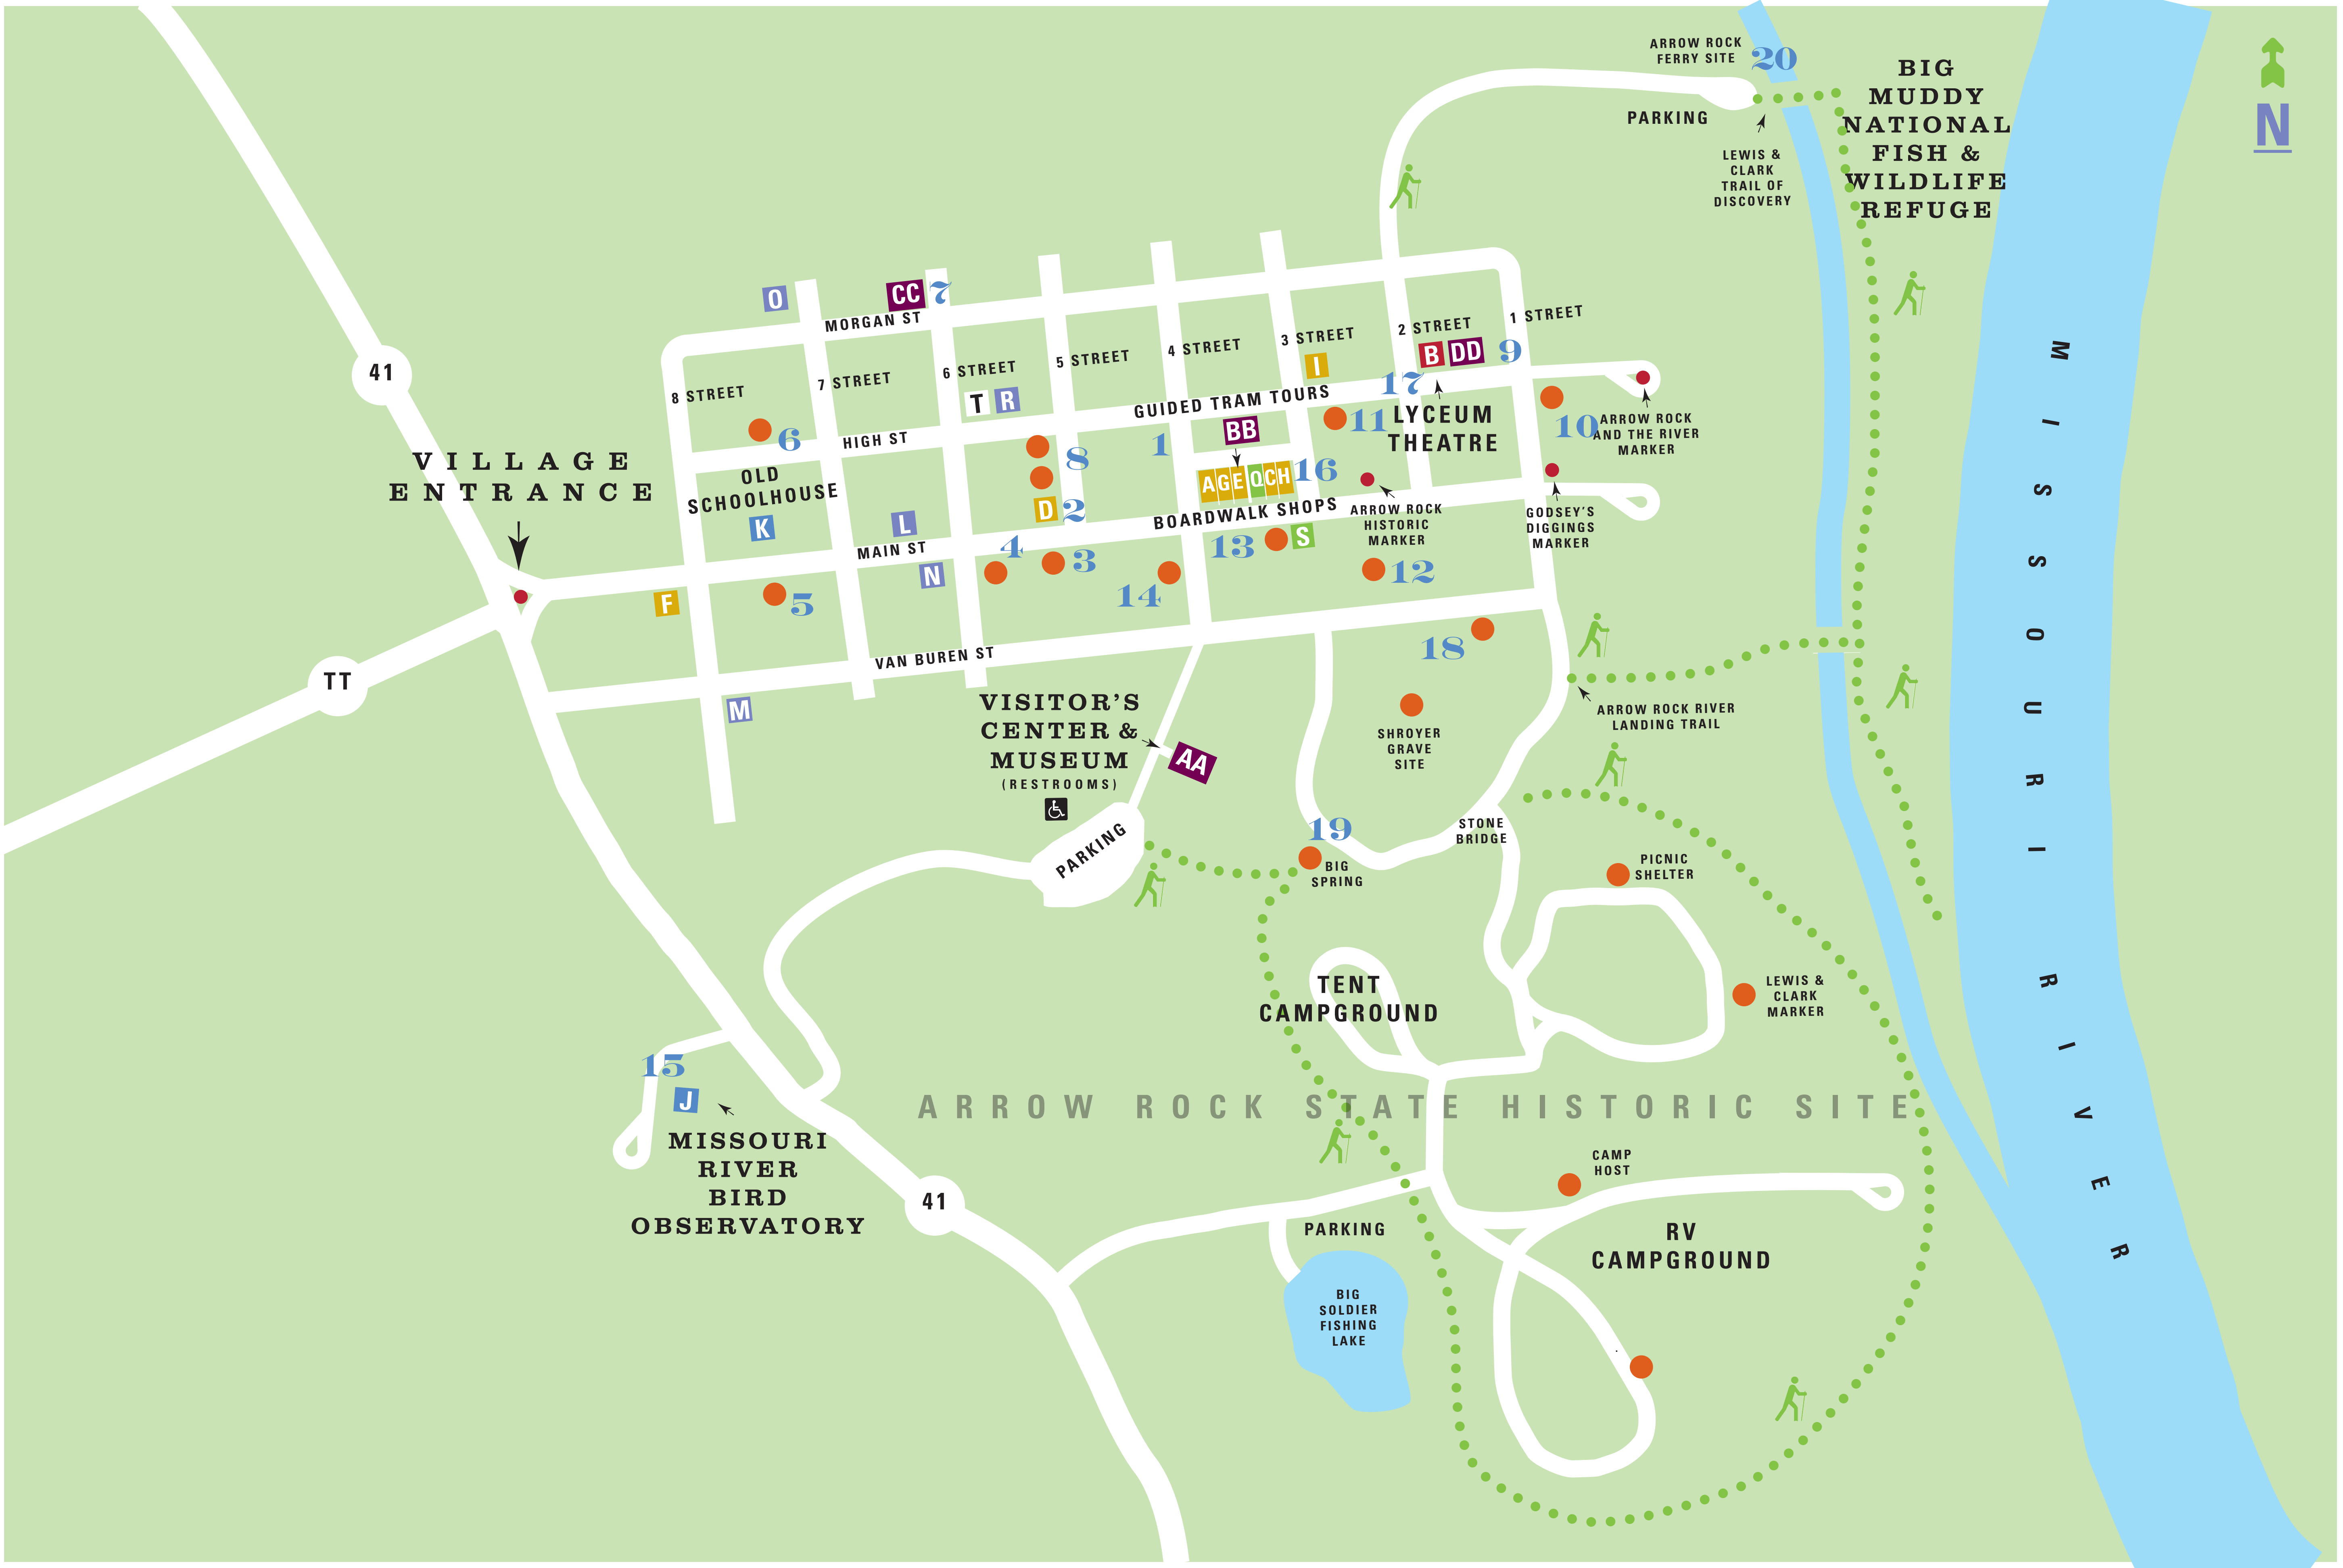 ARROW ROCK
FERRY SITE
20
BIG
MUDDY
NATIONAL
FISH &
WILDLIFE
REFUGE
N
PARKING
LEWIS &
CLARK
TRAIL OF
DISCOVERY
O
CC
7
MORGAN ST
41
8 STREET
7 STREET
6 STREET
5 STREET
4 STREET
3 STREET
2 STREET
1 STREET
I
B
DD
9
T
R
GUIDED TRAM TOURS
17
LYCEUM
THEATRE
11
10
ARROW ROCK
AND THE RIVER
MARKER
6
HIGH ST
8
1
BB
VILLAGE
ENTRANCE
OLD
SCHOOLHOUSE
K
L
D
2
A
G
E
Q
C
H
16
BOARDWALK SHOPS
ARROW ROCK
HISTORIC
MARKER
GODSEY'S
DIGGINGS
MARKER
MAIN ST
N
4
3
13
S
14
12
F
5
VAN BUREN ST
18
TT
M
VISITOR'S
CENTER &
MUSEUM
(RESTROOMS)
AA
SHROYER
GRAVE
SITE
ARROW ROCK RIVER
LANDING TRAIL
PARKING
19
BIG
SPRING
STONE
BRIDGE
PICNIC
SHELTER
TENT
CAMPGROUND
LEWIS &
CLARK
MARKER
MISSOURI RIVER
15
J
MISSOURI
RIVER
BIRD
OBSERVATORY
ARROW ROCK STATE HISTORIC SITE
41
CAMP
HOST
PARKING
RV
CAMPGROUND
BIG
SOLDIER
FISHING
LAKE